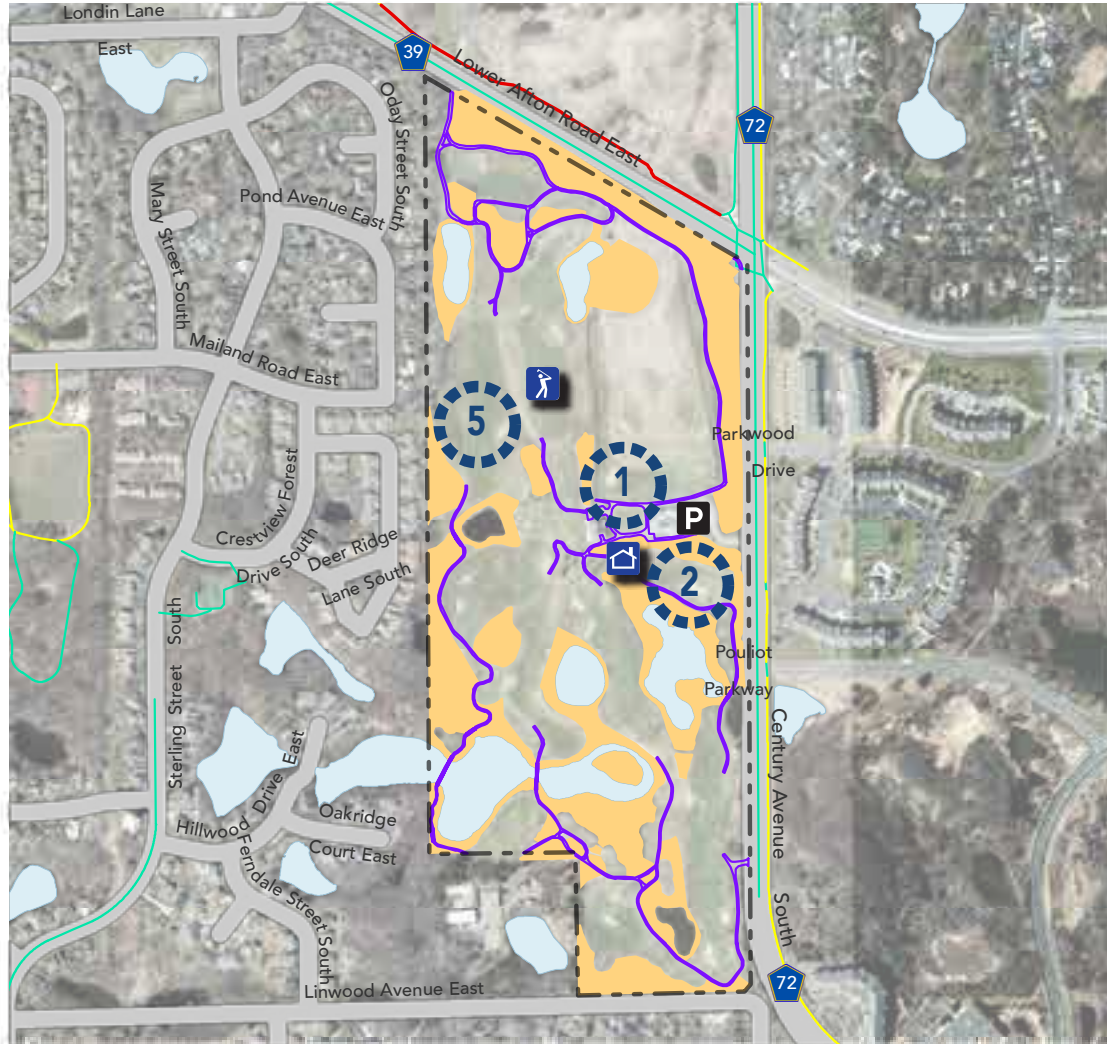 Londin Lane
East
39
Lower Afton Road East
72
Oday Street South
Mary Street South
Pond Avenue East
Mailand Road East
5
Parkwood
Drive
1
P
Crestview Forest
Drive South
Deer Ridge
Lane South
2
Sterling Street South
Pouliot
Parkway
Century Avenue South
Hillwood Drive East
Oakridge
Court East
Ferndale Street South
Linwood Avenue East
72